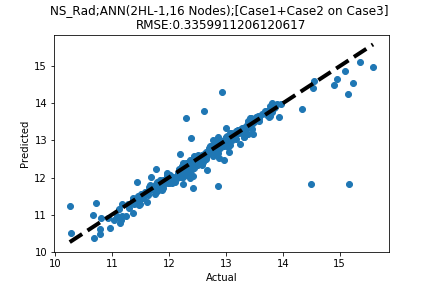 NS_Rad;ANN(2HL-1,16 Nodes);[Case1+Case2 on Case3]
RMSE:0.3359911206120617
15
14
13
12
11
10
Predicted
10 11 12 13 14 15
Actual